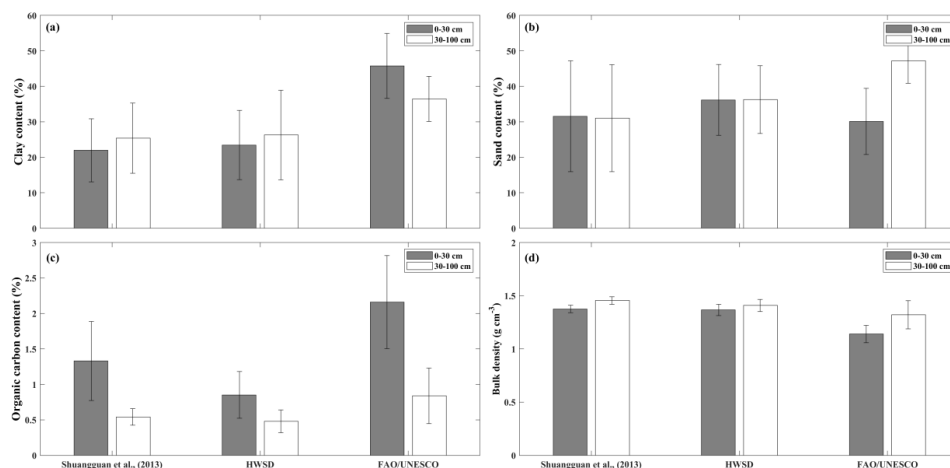 (a)
0-30 cm
30-100 cm
Clay content (%)
60
50
40
30
20
10
0
(b)
0-30 cm
30-100 cm
Sand content (%)
60
50
40
30
20
10
0
(c)
0-30 cm
30-100 cm
Organic carbon content (%)
3
2.5
2
1.5
1
0.5
0
Shuangguan et al., (2013) HWSD FAO/UNESCO
(d)
0-30 cm
30-100 cm
Bulk density (g cm⁻³)
2
1.5
1
0.5
0
Shuangguan et al., (2013) HWSD FAO/UNESCO